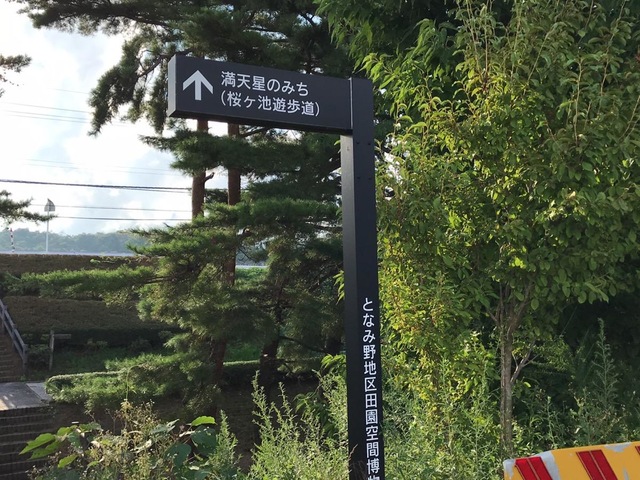 満天星のみち
(桜ヶ池遊歩道)
となみ野地区田園空間博